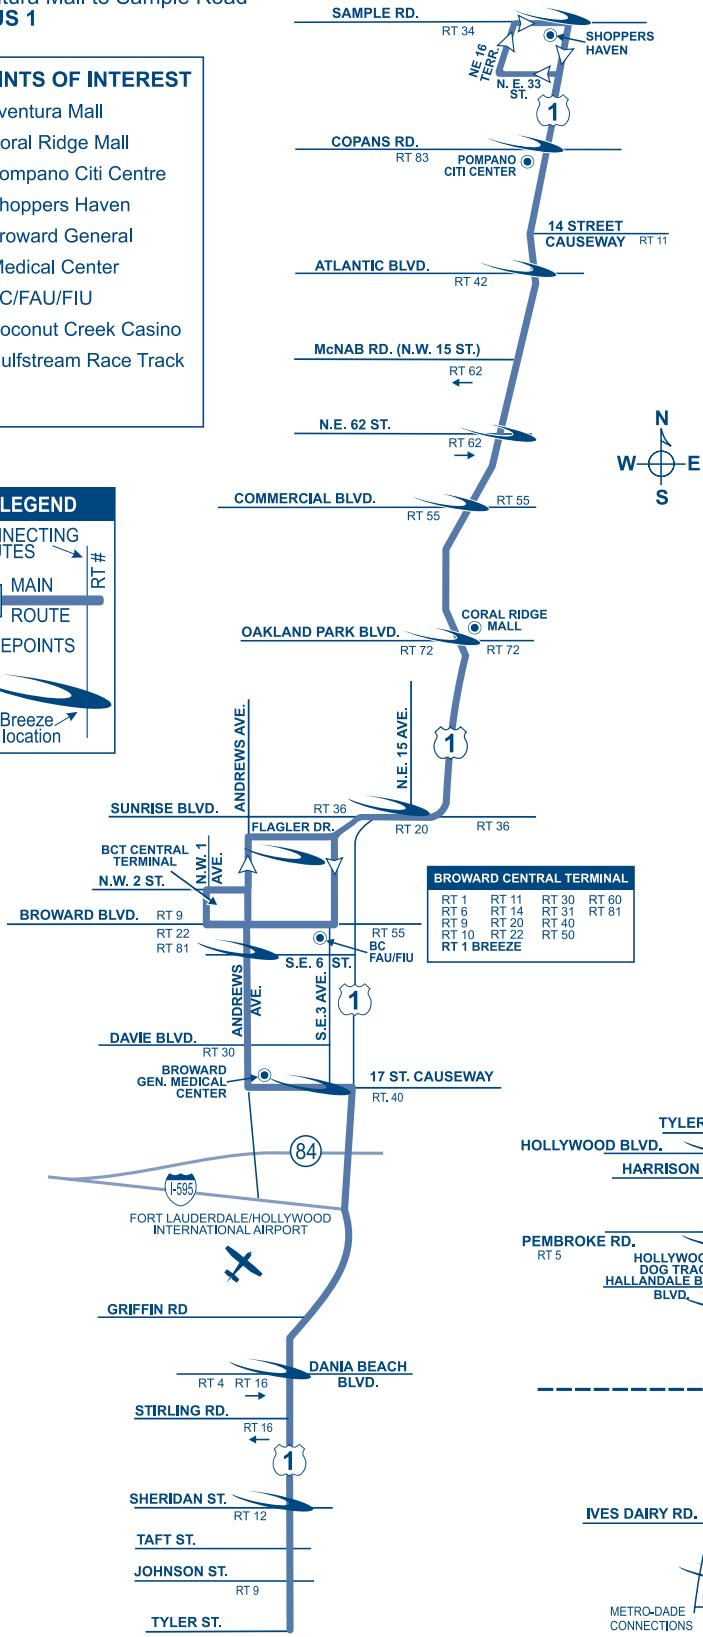 tura Mall to Sample Road
US 1
INTS OF INTEREST
ventura Mall
oral Ridge Mall
ompano Citi Centre
hoppers Haven
roward General
Medical Center
C/FAU/FIU
oconut Creek Casino
ulfstream Race Track
LEGEND
NNECTING
UTES
RT #
MAIN
ROUTE
EPOINTS
Breeze
location
SAMPLE RD.
RT 34
SHOPPERS
HAVEN
NE 16
TERR.
N. E. 33
ST.
1
COPANS RD.
RT 83
POMPANO
CITI CENTER
14 STREET
CAUSEWAY RT 11
ATLANTIC BLVD.
RT 42
McNAB RD. (N.W. 15 ST.)
RT 62
N.E. 62 ST.
RT 62
N
W E
S
COMMERCIAL BLVD.
RT 55
RT 55
CORAL RIDGE
MALL
OAKLAND PARK BLVD.
RT 72 RT 72
ANDREWS AVE.
N.E. 15 AVE.
1
SUNRISE BLVD.
RT 36
RT 20
RT 36
FLAGLER DR.
BCT CENTRAL
TERMINAL
N.W. 1
AVE.
N.W. 2 ST.
BROWARD BLVD. RT 9
RT 22
RT 81
RT 55
BC
FAU/FIU
S.E. 6 ST.
BROWARD CENTRAL TERMINAL
RT 1 RT 11 RT 30 RT 60
RT 6 RT 14 RT 31 RT 81
RT 9 RT 20 RT 40
RT 10 RT 22 RT 50
RT 1 BREEZE
ANDREWS
AVE.
S.E.3 AVE.
1
DAVIE BLVD.
RT 30
BROWARD
GEN. MEDICAL
CENTER
17 ST. CAUSEWAY
RT. 40
84
I-595
FORT LAUDERDALE/HOLLYWOOD
INTERNATIONAL AIRPORT
GRIFFIN RD
DANIA BEACH
BLVD.
RT 4 RT 16
STIRLING RD.
RT 16
1
SHERIDAN ST.
RT 12
TAFT ST.
JOHNSON ST.
RT 9
TYLER ST.
TYLER
HOLLYWOOD BLVD.
HARRISON
PEMBROKE RD.
RT 5
HOLLYWOO
DOG TRAC
HALLANDALE B
BLVD.
IVES DAIRY RD.
METRO-DADE
CONNECTIONS